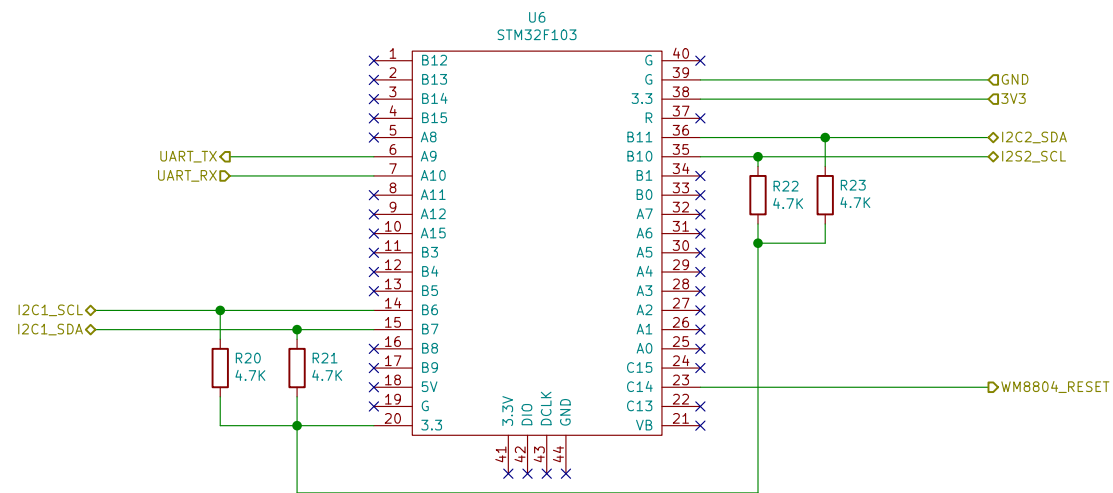 U6
STM32F103
1 B12 G 40
2 B13 G 39 GND
3 B14 3.3 38 3V3
4 B15 R 37
5 A8 B11 36 I2C2_SDA
UART_TX 6 A9 B10 35 I2S2_SCL
UART_RX 7 A10 B1 34
8 A11 B0 33
R22 R23
4.7K 4.7K
9 A12 A7 32
10 A15 A6 31
11 B3 A5 30
12 B4 A4 29
13 B5 A3 28
I2C1_SCL 14 B6 A2 27
I2C1_SDA 15 B7 A1 26
16 B8 A0 25
R20 R21
4.7K 4.7K
17 B9 C15 24
18 5V C14 23 WM8804_RESET
19 G C13 22
20 3.3 VB 21
3.3V DIO DCLK GND
41 42 43 44